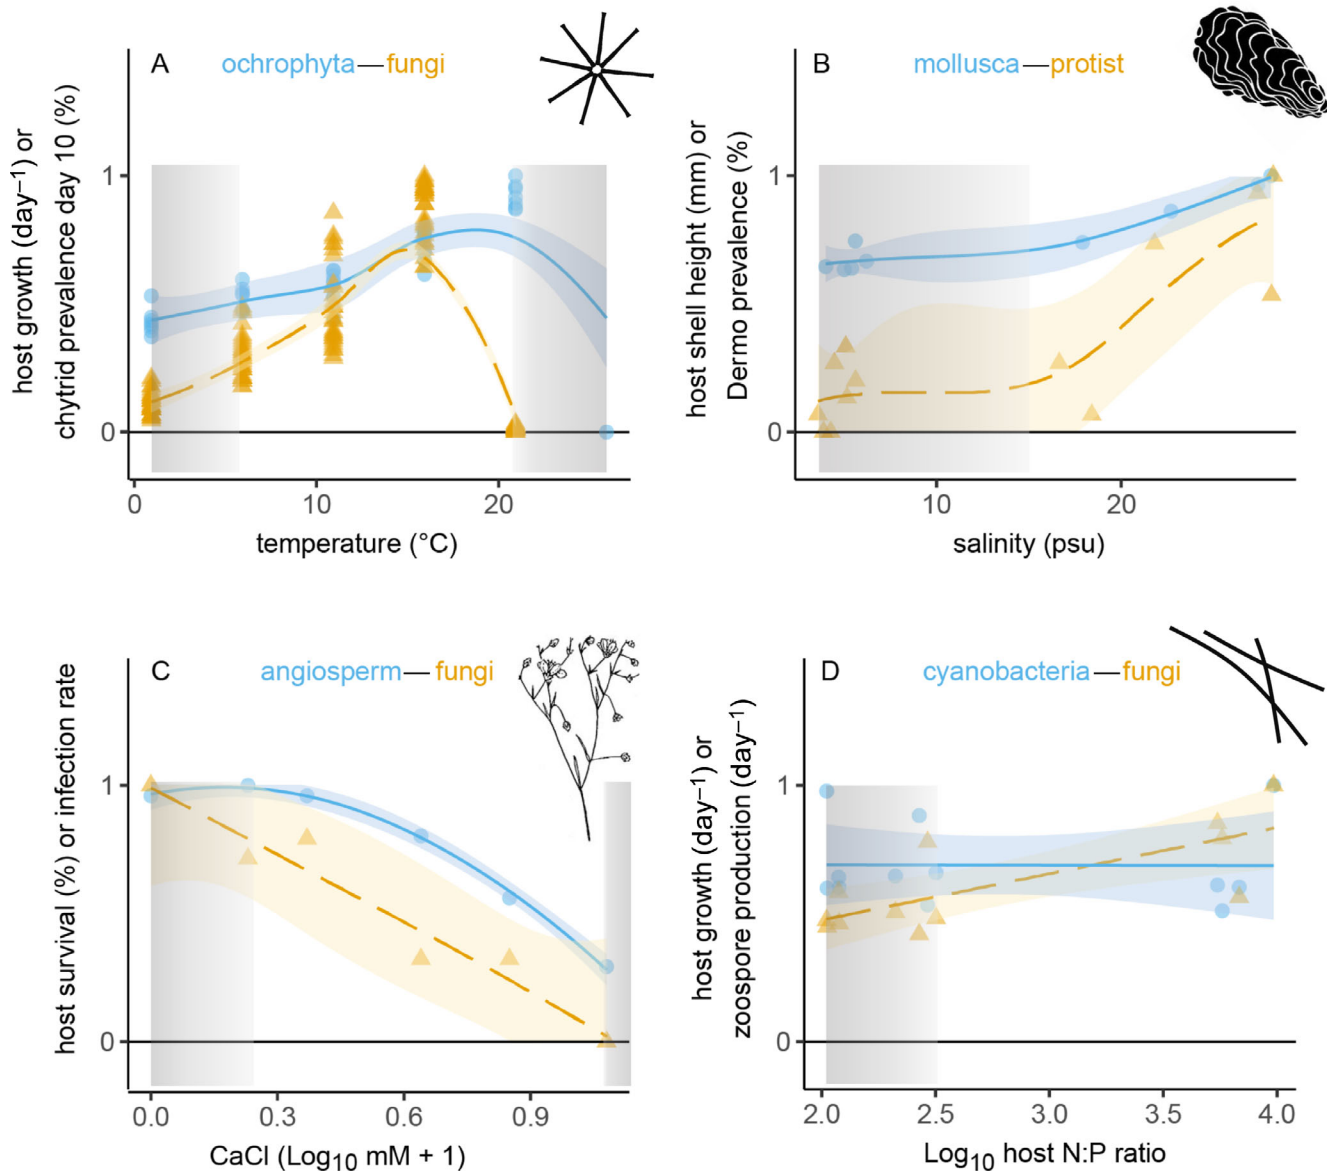 A
ochrophyta—fungi
host growth (day⁻¹) or
chytrid prevalence day 10 (%)
1
0
0
10
20
temperature (°C)
B
mollusca—protist
host shell height (mm) or
Dermo prevalence (%)
1
0
10
20
salinity (psu)
C
angiosperm—fungi
host survival (%) or infection rate
1
0
0.0
0.3
0.6
0.9
CaCl (Log₁₀ mM + 1)
D
cyanobacteria—fungi
host growth (day⁻¹) or
zoospore production (day⁻¹)
1
0
2.0
2.5
3.0
3.5
4.0
Log₁₀ host N:P ratio